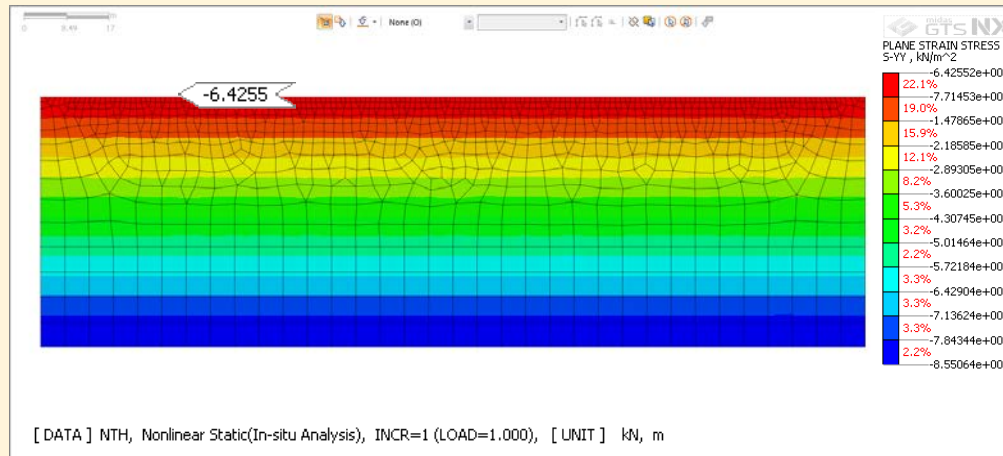 0 8.49 17
None (0)
midas
GTS NX
PLANE STRAIN STRESS
S-YY , kN/m^2
-6.42552e+00
22.1%
-7.71453e+00
19.0%
-1.47865e+00
15.9%
-2.18585e+00
12.1%
-2.89305e+00
8.2%
-3.60025e+00
5.3%
-4.30745e+00
3.2%
-5.01464e+00
2.2%
-5.72184e+00
3.3%
-6.42904e+00
3.3%
-7.13624e+00
3.3%
-7.84344e+00
2.2%
-8.55064e+00
-6.4255
[ DATA ] NTH, Nonlinear Static(In-situ Analysis), INCR=1 (LOAD=1.000), [ UNIT ] kN, m